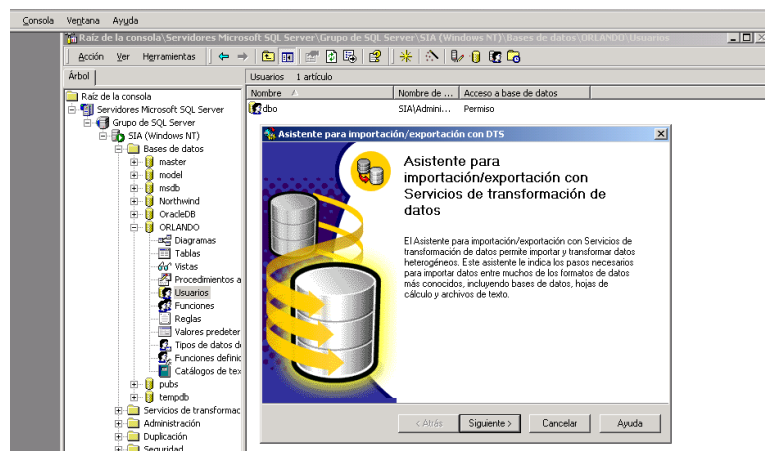 Consola Ventana Ayuda
Raíz de la consola\Servidores Microsoft SQL Server\Grupo de SQL Server\SIA (Windows NT)\Bases de datos\ORLANDO\Usuarios
Acción Ver Herramientas
Árbol
Usuarios 1 artículo
Raíz de la consola
Servidores Microsoft SQL Server
Grupo de SQL Server
SIA (Windows NT)
Bases de datos
master
model
msdb
Northwind
OracleDB
ORLANDO
Diagramas
Tablas
Vistas
Procedimientos a
Usuarios
Funciones
Reglas
Valores predeter
Tipos de datos d
Funciones defini
Catálogos de tex
pubs
tempdb
Servicios de transformac
Administración
Duplicación
Seguridad
Nombre Nombre de ... Acceso a base de datos
dbo SIA\Admini... Permiso
Asistente para importación/exportación con DTS
Asistente para
importación/exportación con
Servicios de transformación de
datos
El Asistente para importación/exportación con Servicios de
transformación de datos permite importar y transformar datos
heterogéneos. Este asistente le indica los pasos necesarios
para importar datos entre muchos de los formatos de datos
más conocidos, incluyendo bases de datos, hojas de
cálculo y archivos de texto.
< Atrás Siguiente > Cancelar Ayuda